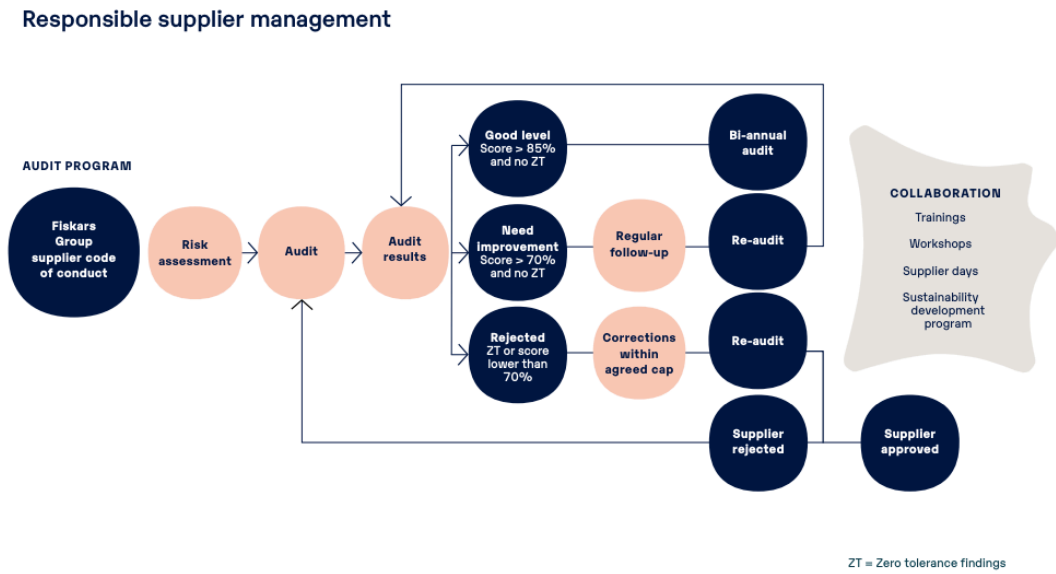 Responsible supplier management
AUDIT PROGRAM
Fiskars
Group
supplier code
of conduct
Risk
assessment
Audit
Audit
results
Good level
Score > 85%
and no ZT
Bi-annual
audit
Need
improvement
Score > 70%
and no ZT
Regular
follow-up
Re-audit
Rejected
ZT or score
lower than
70%
Corrections
within
agreed cap
Re-audit
Supplier
rejected
Supplier
approved
COLLABORATION
Trainings
Workshops
Supplier days
Sustainability
development
program
ZT = Zero tolerance findings